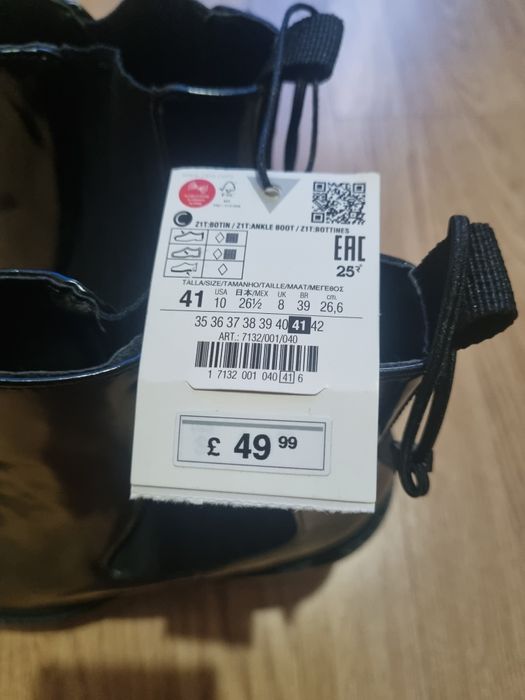 Z1T:BOTIN / Z1T:ANKLE BOOT / Z1T:BOTTINES
EAC
25
TALLA/SIZE/TAMANHO/TAILLE/MAAT/ΜΕΓΕΘΟΣ
USA 日本/MEX UK BR cm.
41 10 26½ 8 39 26,6
35 36 37 38 39 40 41 42
ART.: 7132/001/040
1 7132 001 040 41 6
£ 49 99